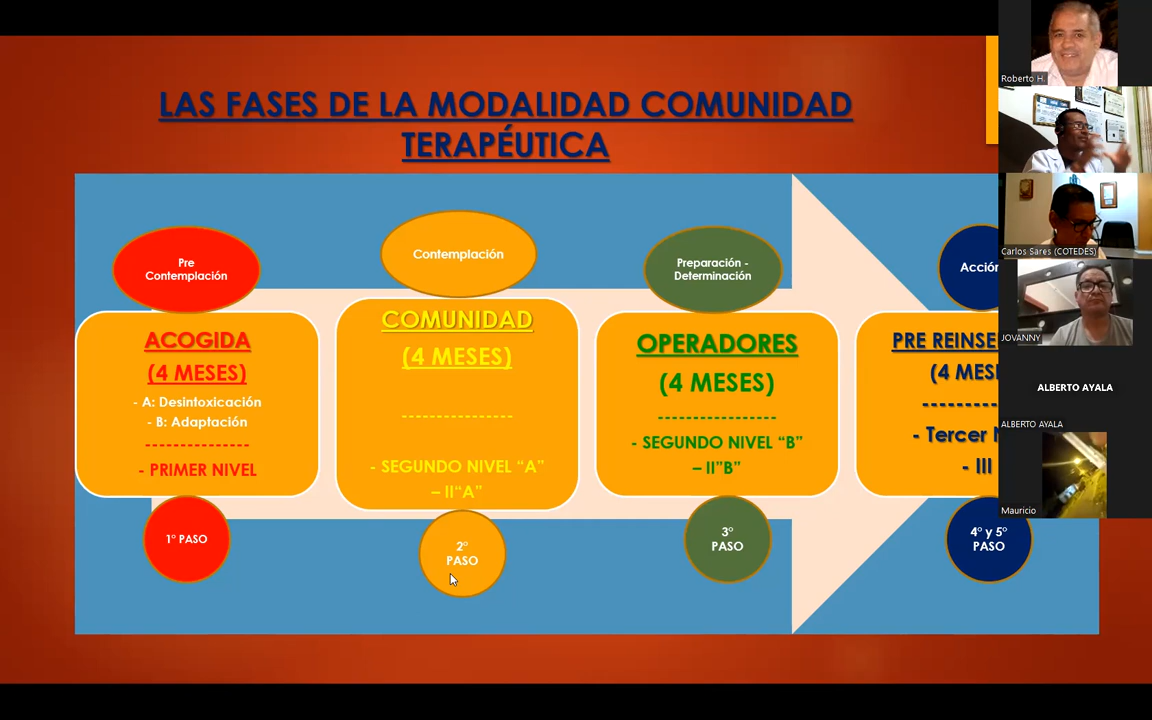 LAS FASES DE LA MODALIDAD COMUNIDAD
TERAPÉUTICA
Pre
Contemplación
ACOGIDA
(4 MESES)
- A: Desintoxicación
- B: Adaptación
--------------
- PRIMER NIVEL
1° PASO
Contemplación
COMUNIDAD
(4 MESES)
---------------
- SEGUNDO NIVEL “A”
– II“A”
2°
PASO
Preparación -
Determinación
OPERADORES
(4 MESES)
----------------
- SEGUNDO NIVEL “B”
– II”B”
3°
PASO
Acción
PRE
(4
----------
- Tercer
- III
4° y 5°
PASO
Roberto H.
Carlos Sares (COTEDES)
JOVANNY
ALBERTO AYALA
ALBERTO AYALA
Mauricio